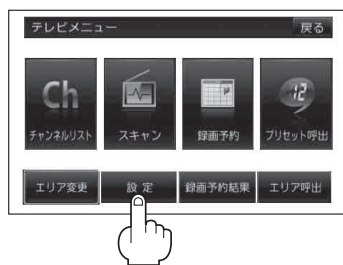 テレビメニュー 戻る
Ch
12
チャンネルリスト スキャン 録画予約 プリセット呼出
エリア変更 設定 録画予約結果 エリア呼出